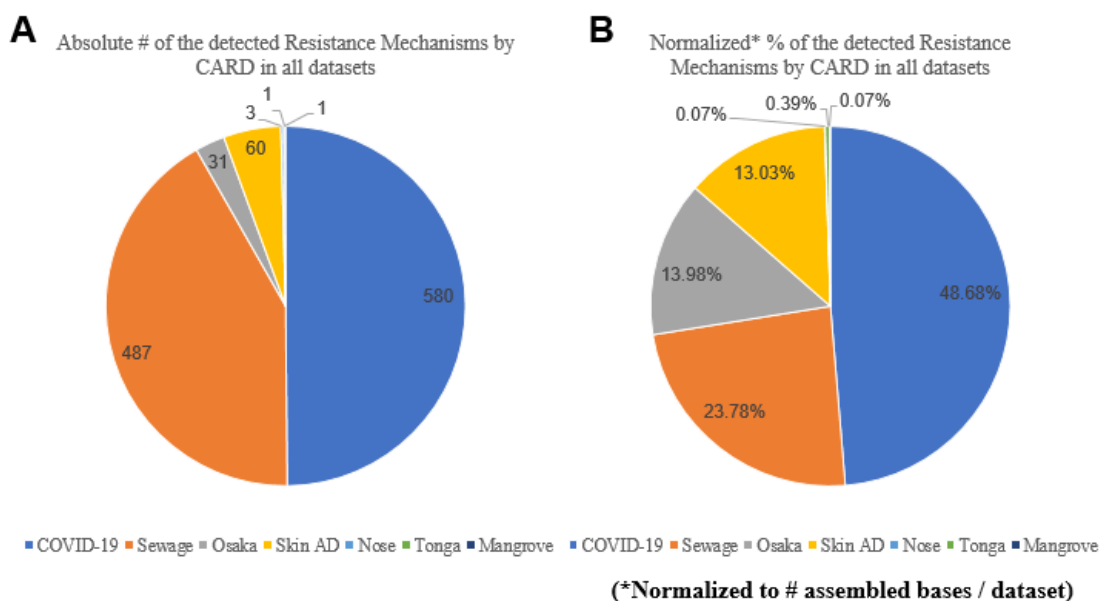 A
Absolute # of the detected Resistance Mechanisms by
CARD in all datasets
1
3
1
60
31
580
487
COVID-19 Sewage Osaka Skin AD Nose Tonga Mangrove
B
Normalized* % of the detected Resistance
Mechanisms by CARD in all datasets
0.39%
0.07%
0.07%
13.03%
13.98%
48.68%
23.78%
COVID-19 Sewage Osaka Skin AD Nose Tonga Mangrove
(*Normalized to # assembled bases / dataset)